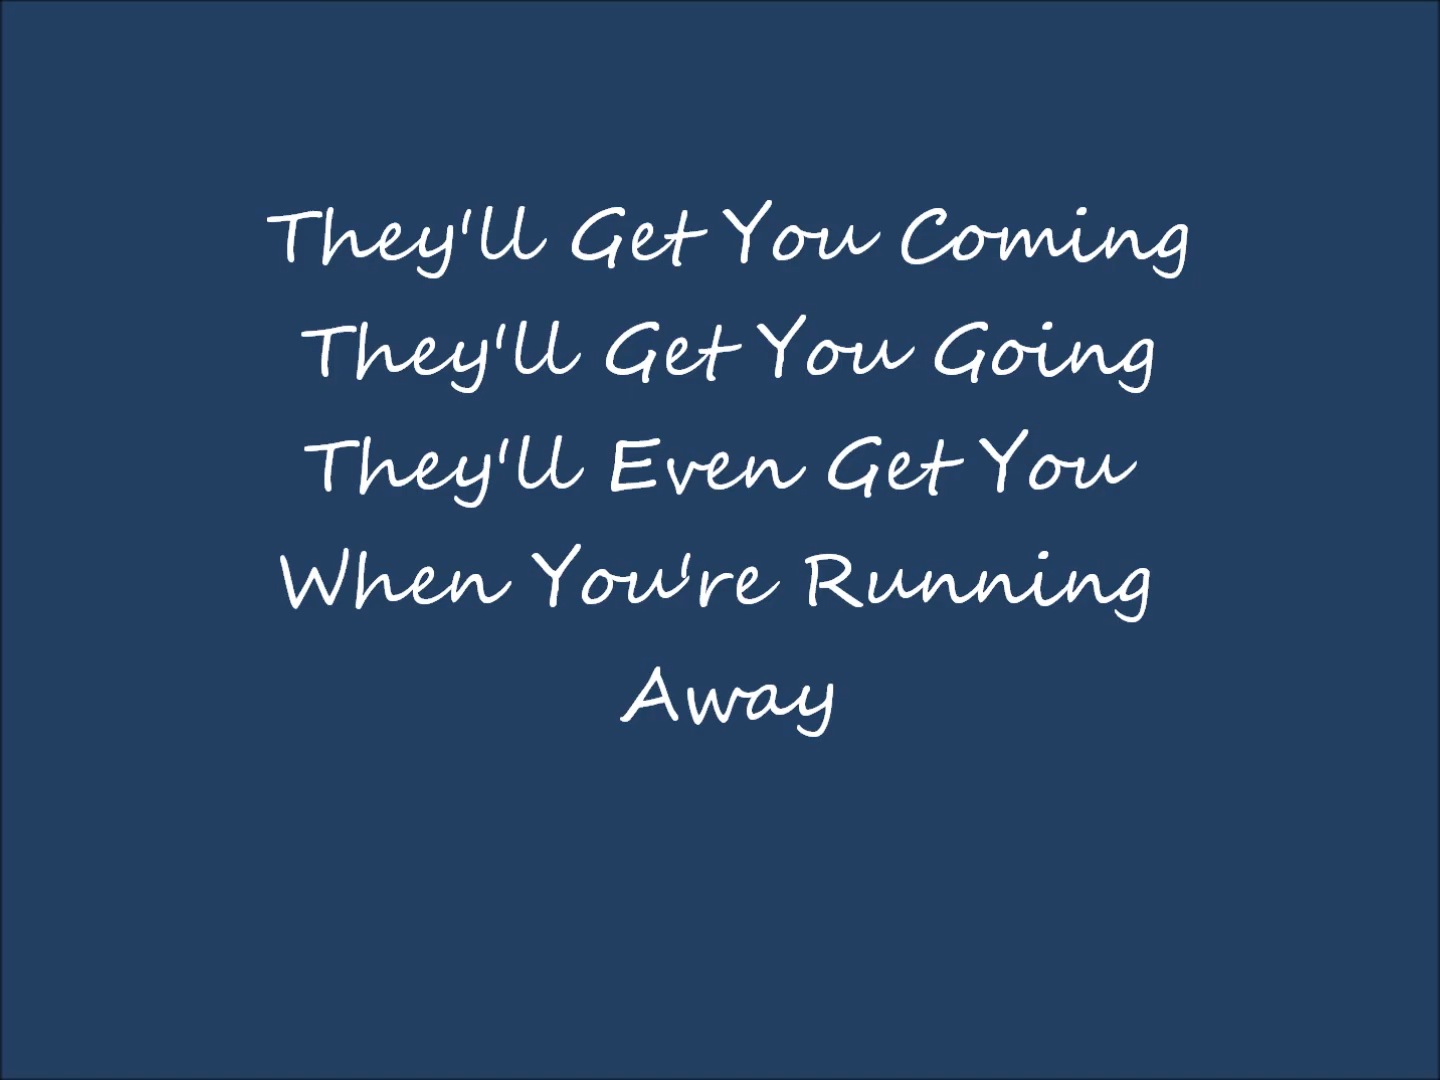 They'll Get You Coming
They'll Get You Going
They'll Even Get You
When You're Running
Away